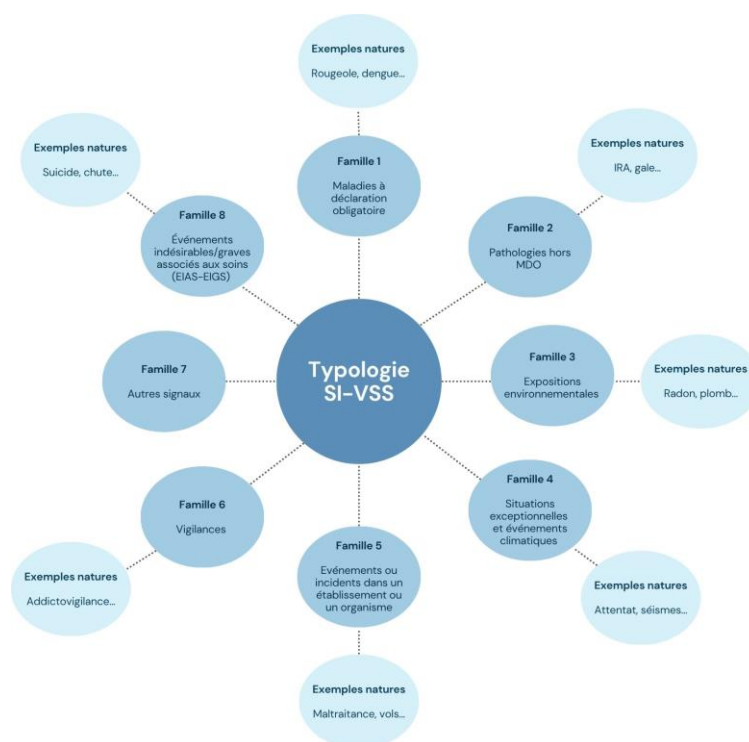 Typologie
SI-VSS
Exemples natures
Rougeole, dengue...
Famille 1
Maladies à
déclaration
obligatoire
Exemples natures
IRA, gale...
Famille 2
Pathologies hors
MDO
Famille 3
Expositions
environnementales
Exemples natures
Radon, plomb...
Famille 4
Situations
exceptionnelles
et événements
climatiques
Exemples natures
Attentat, séismes...
Famille 5
Evénements ou
incidents dans un
établissement ou
un organisme
Exemples natures
Maltraitance, vols...
Famille 6
Vigilances
Exemples natures
Addictovigilance...
Famille 7
Autres signaux
Famille 8
Événements
indésirables/graves
associés aux soins
(EIAS-EIGS)
Exemples natures
Suicide, chute...